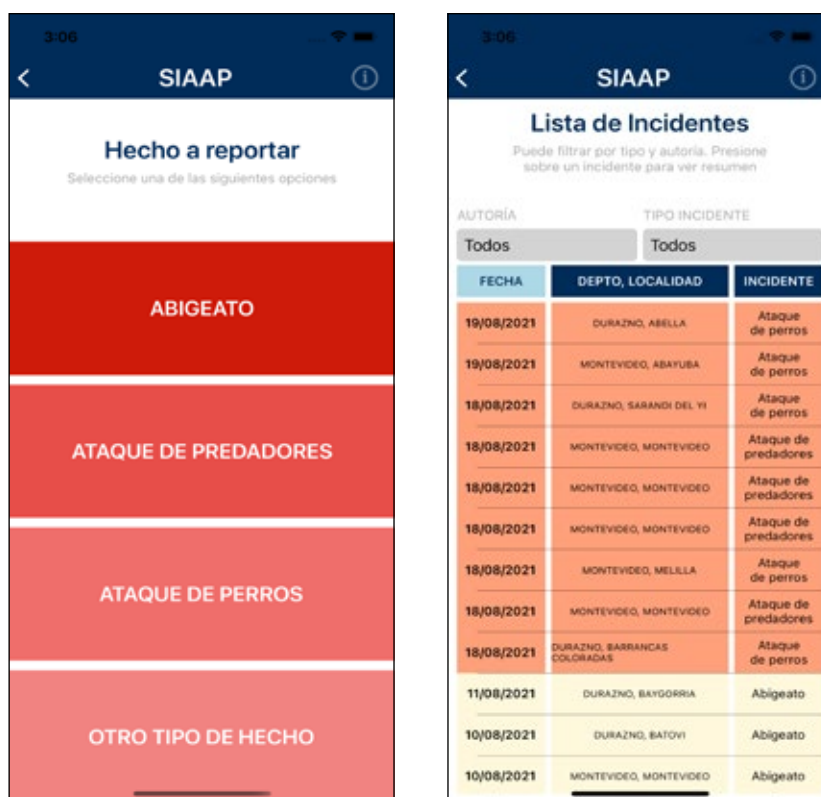 3:06
SIAAP
Hecho a reportar
Seleccione una de las siguientes opciones
ABIGEATO
ATAQUE DE PREDADORES
ATAQUE DE PERROS
OTRO TIPO DE HECHO
3:06
SIAAP
Lista de Incidentes
Puede filtrar por tipo y autoría. Presione
sobre un incidente para ver resumen
AUTORÍA TIPO INCIDENTE
Todos Todos
FECHA DEPTO, LOCALIDAD INCIDENTE
19/08/2021 DURAZNO, ABELLA Ataque de perros
19/08/2021 MONTEVIDEO, ABAYUBA Ataque de perros
18/08/2021 DURAZNO, SARANDI DEL YI Ataque de perros
18/08/2021 MONTEVIDEO, MONTEVIDEO Ataque de predadores
18/08/2021 MONTEVIDEO, MONTEVIDEO Ataque de predadores
18/08/2021 MONTEVIDEO, MONTEVIDEO Ataque de predadores
18/08/2021 MONTEVIDEO, MELILLA Ataque de perros
18/08/2021 MONTEVIDEO, MONTEVIDEO Ataque de predadores
18/08/2021 DURAZNO, BARRANCAS COLORADAS Ataque de perros
11/08/2021 DURAZNO, BAYGORRIA Abigeato
10/08/2021 DURAZNO, BATOVI Abigeato
10/08/2021 MONTEVIDEO, MONTEVIDEO Abigeato